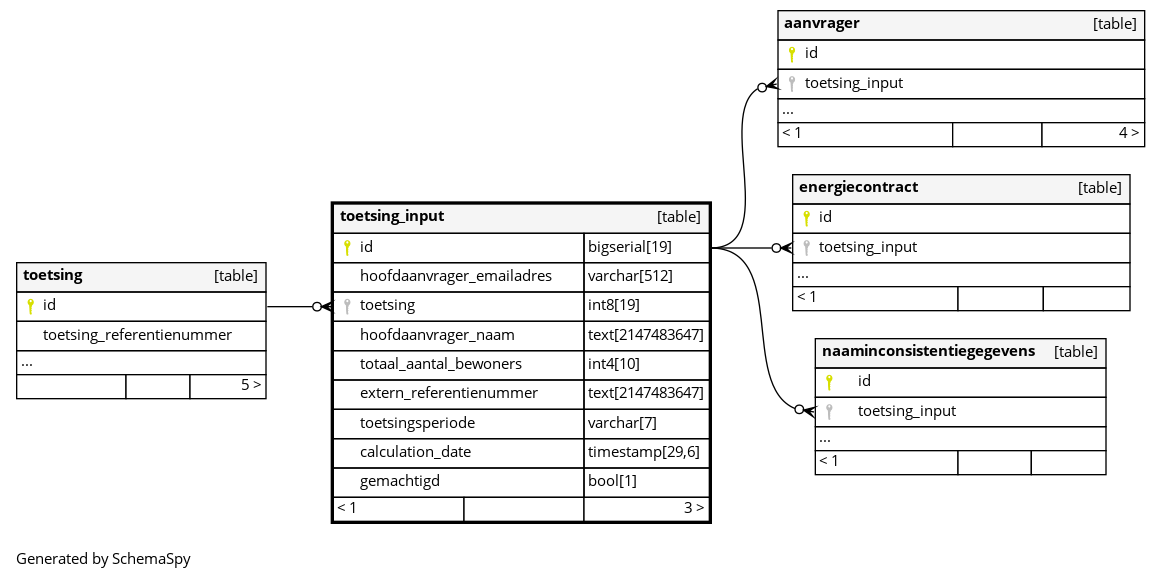 aanvrager [table]
id
toetsing_input
...
< 1 4 >
energiecontract [table]
id
toetsing_input
...
< 1
toetsing_input [table]
id bigserial[19]
hoofdaanvrager_emailadres varchar[512]
toetsing int8[19]
hoofdaanvrager_naam text[2147483647]
totaal_aantal_bewoners int4[10]
extern_referentienummer text[2147483647]
toetsingsperiode varchar[7]
calculation_date timestamp[29,6]
gemachtigd bool[1]
< 1 3 >
toetsing [table]
id
toetsing_referentienummer
...
5 >
naaminconsistentiegegevens [table]
id
toetsing_input
...
< 1
Generated by SchemaSpy